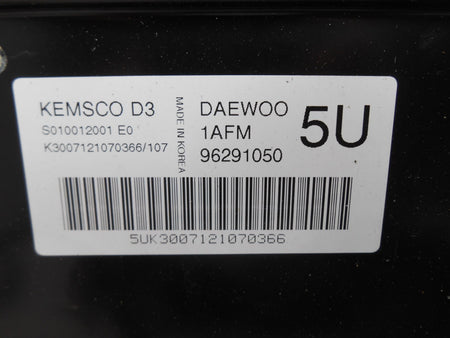 KEMSCO D3
S010012001 E0
K3007121070366/107
MADE IN KOREA
DAEWOO
1AFM
96291050
5U
5UK3007121070366